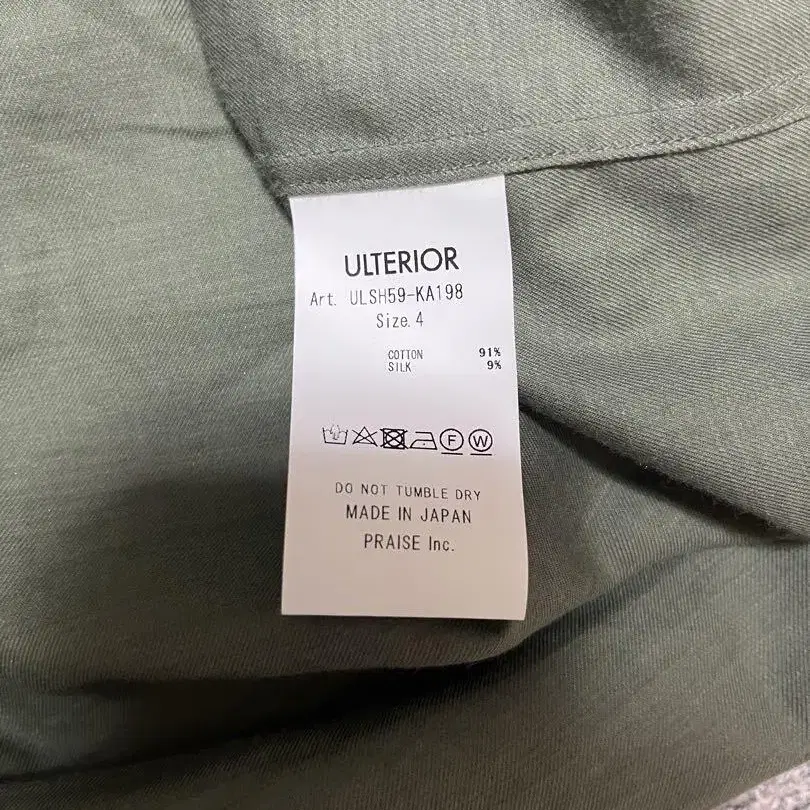 ULTERIOR
Art. ULSH59-KA198
Size. 4
COTTON 91%
SILK 9%
F W
DO NOT TUMBLE DRY
MADE IN JAPAN
PRAISE Inc.